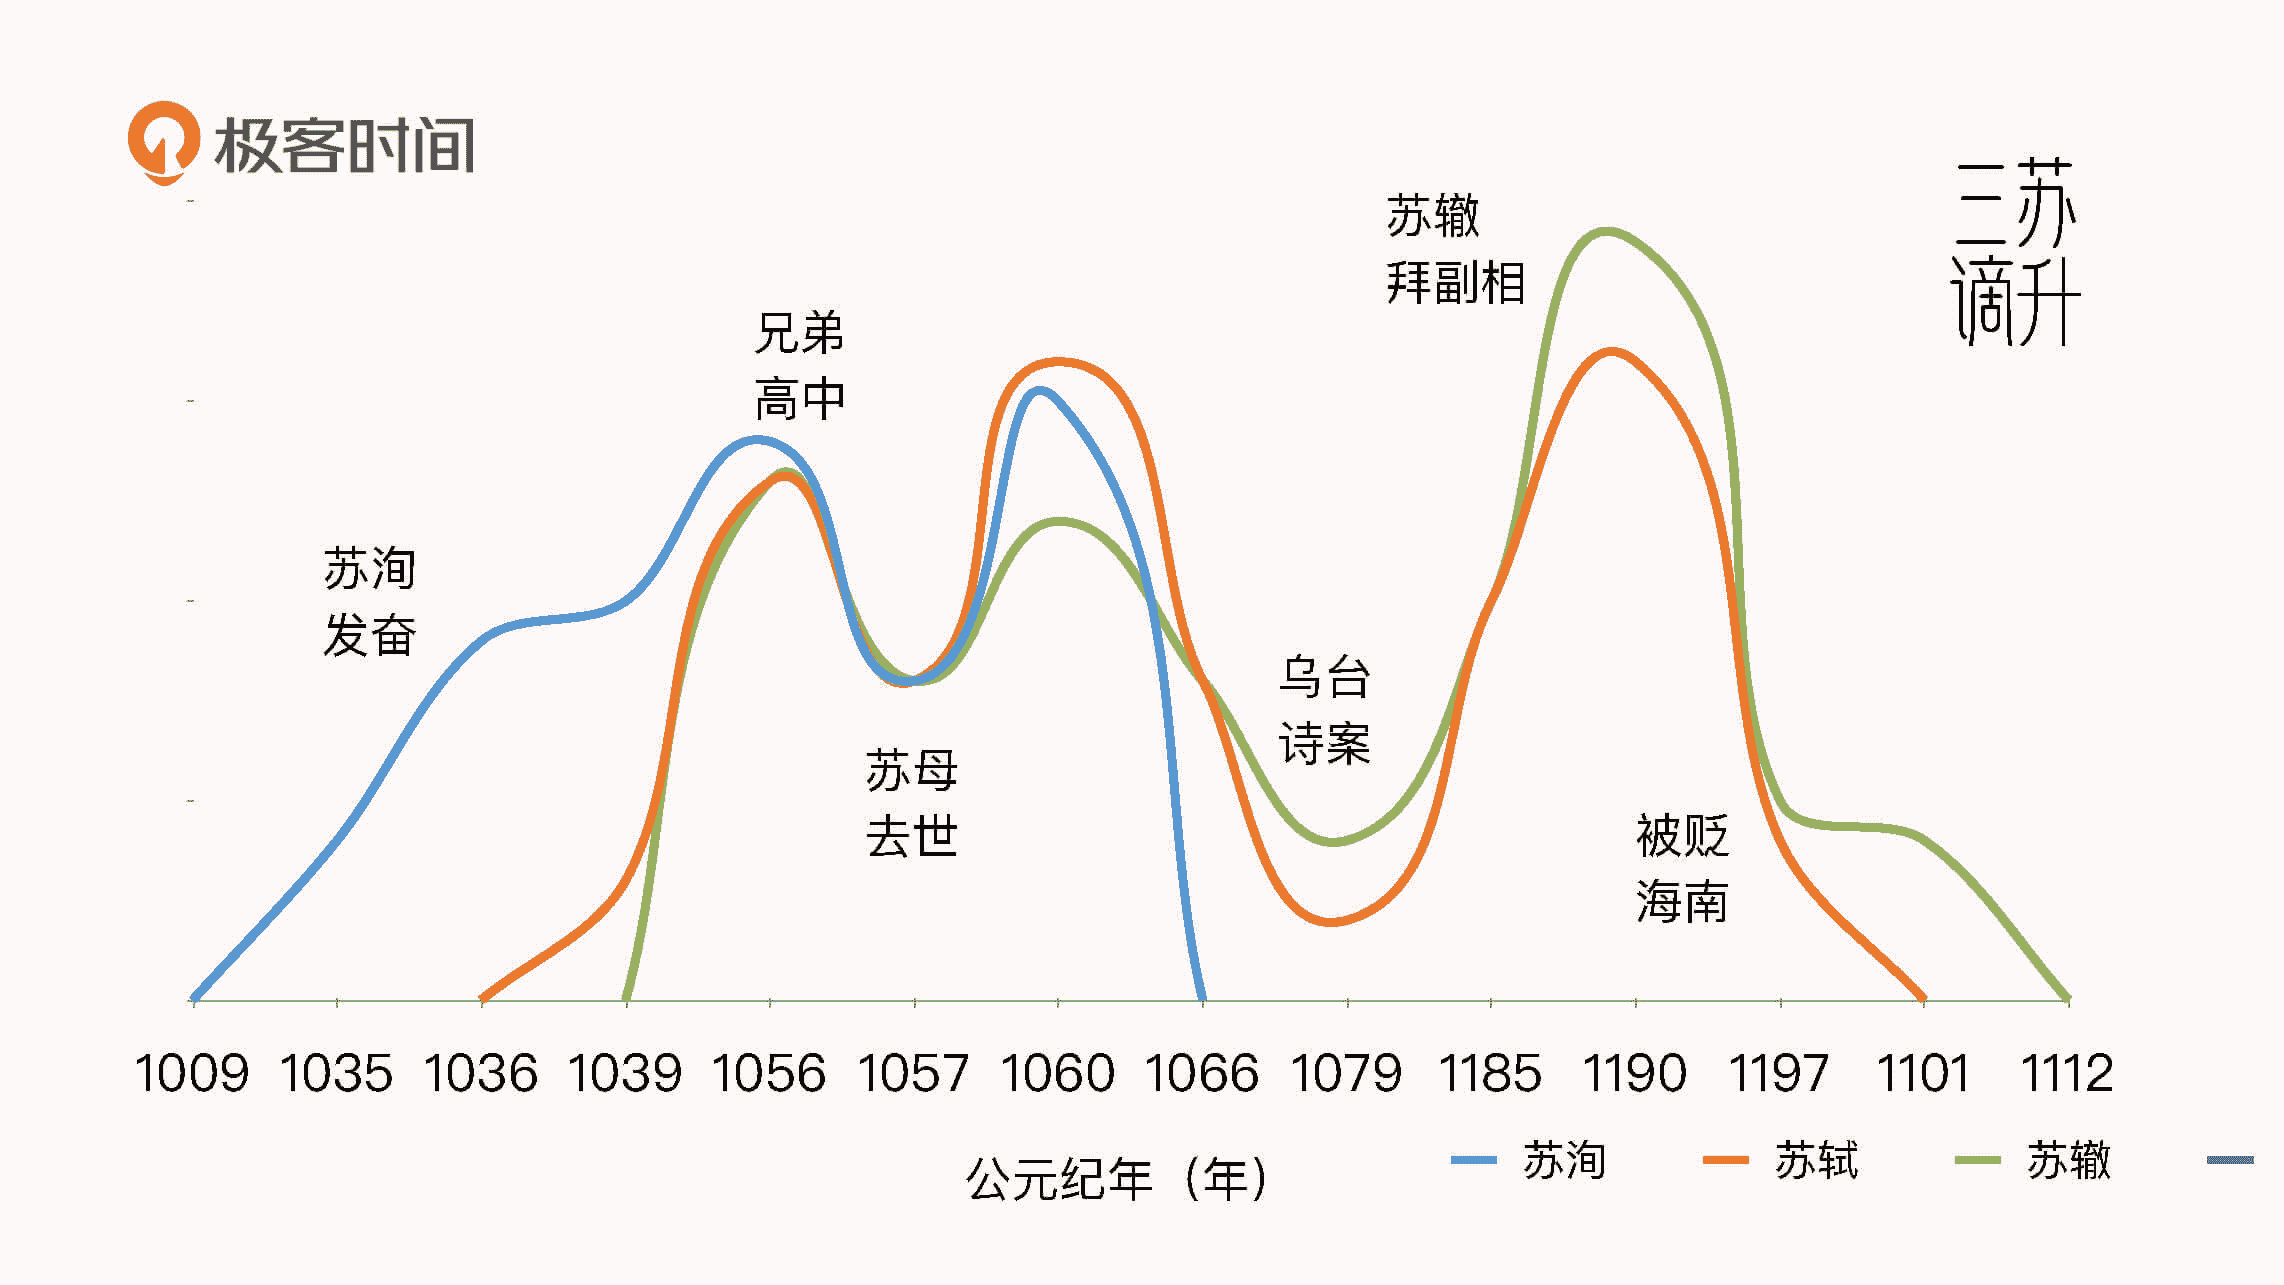 极客时间
三苏
谪升
苏辙
拜副相
兄弟
高中
苏洵
发奋
乌台
诗案
苏母
去世
被贬
海南
1009 1035 1036 1039 1056 1057 1060 1066 1079 1185 1190 1197 1101 1112
公元纪年（年）
苏洵 苏轼 苏辙